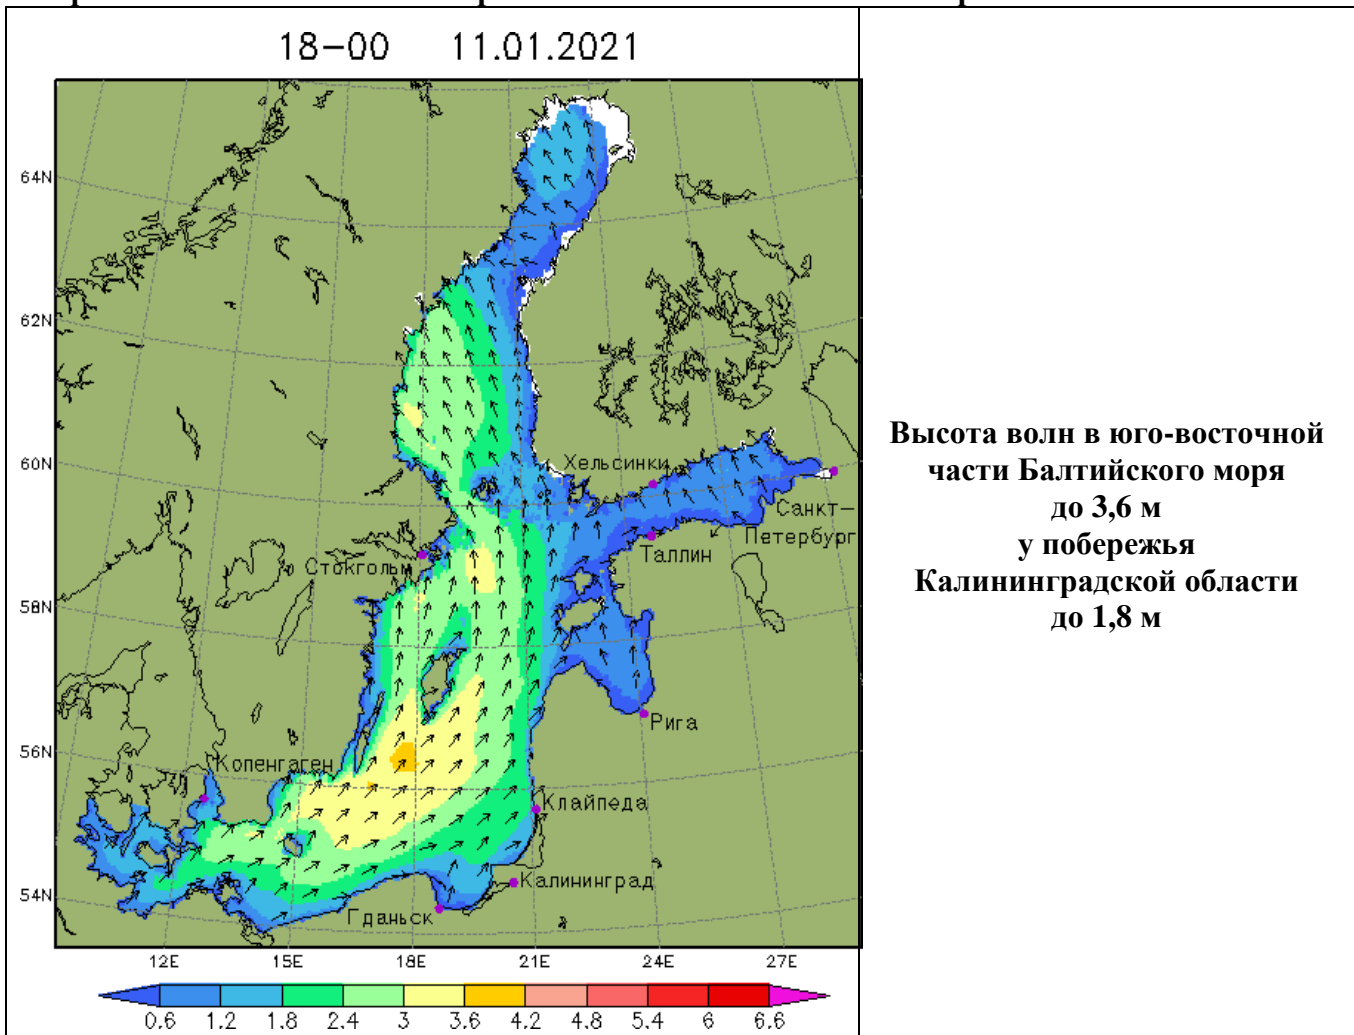 18-00 11.01.2021
64N
62N
60N
58N
56N
54N
Хельсинки
Санкт-
Петербург
Таллин
Стокгольм
Рига
Копенгаген
Клайпеда
Калининград
Гданьск
12E 15E 18E 21E 24E 27E
0.6 1.2 1.8 2.4 3 3.6 4.2 4.8 5.4 6 6.6
Высота волн в юго-восточной
части Балтийского моря
до 3,6 м
у побережья
Калининградской области
до 1,8 м